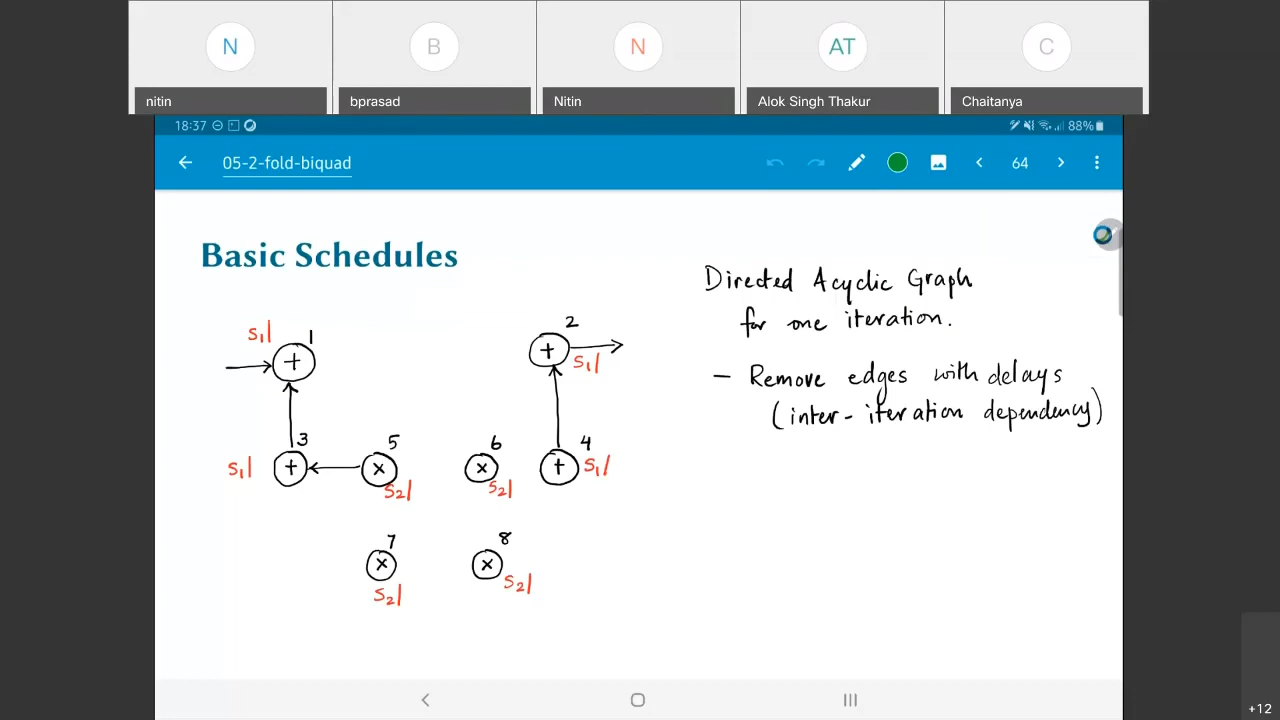 N B N AT C
nitin bprasad Nitin Alok Singh Thakur Chaitanya
18:37 88%
05-2-fold-biquad 64
Basic Schedules
Directed Acyclic Graph
for one iteration.
- Remove edges with delays
(inter-iteration dependency)
S₁| 1 2
+ + S₁|
3 5 6 4
S₁| + × × + S₁|
S₂| S₂|
7 8
× ×
S₂| S₂|
+12